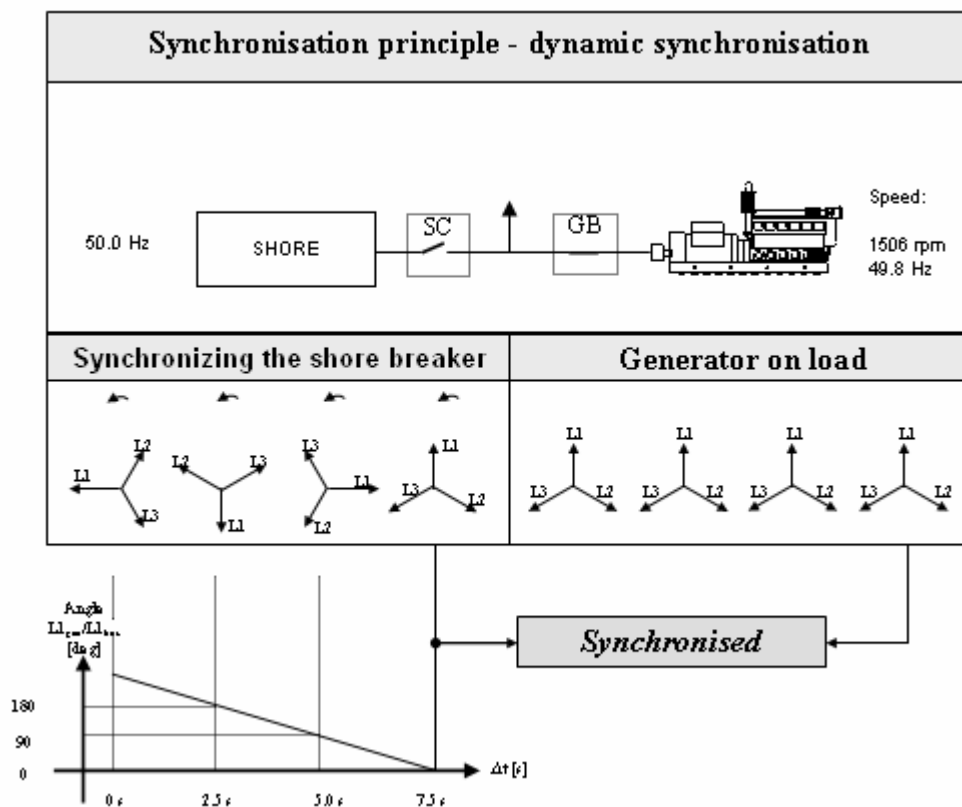 Synchronisation principle - dynamic synchronisation
50.0 Hz
SHORE
SC
GB
Speed:
1506 rpm
49.8 Hz
Synchronizing the shore breaker
Generator on load
L1 L2 L3
L2 L3 L1
L3 L1 L2
L1 L3 L2
L1 L3 L2
L1 L3 L2
L1 L3 L2
L1 L3 L2
Angle
[deg]
180
90
0
0 s
2.5 s
5.0 s
7.5 s
Δt [s]
Synchronised